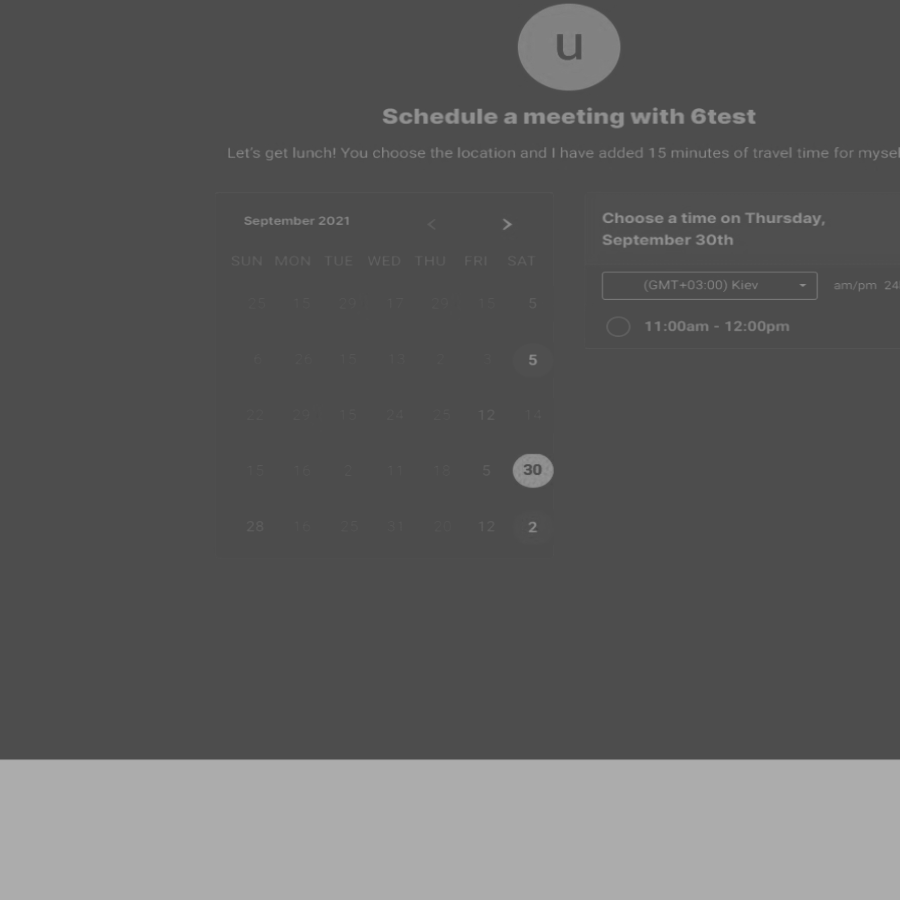 u
Schedule a meeting with 6test
Let's get lunch! You choose the location and I have added 15 minutes of travel time for mysel
September 2021 < >
SUN MON TUE WED THU FRI SAT
25 15 29 17 29 15 5
6 26 15 13 2 5
22 29 15 24 25 12 14
15 16 2 11 18 5 30
28 16 25 31 20 12 2
Choose a time on Thursday,
September 30th
(GMT+03:00) Kiev am/pm 24
11:00am - 12:00pm